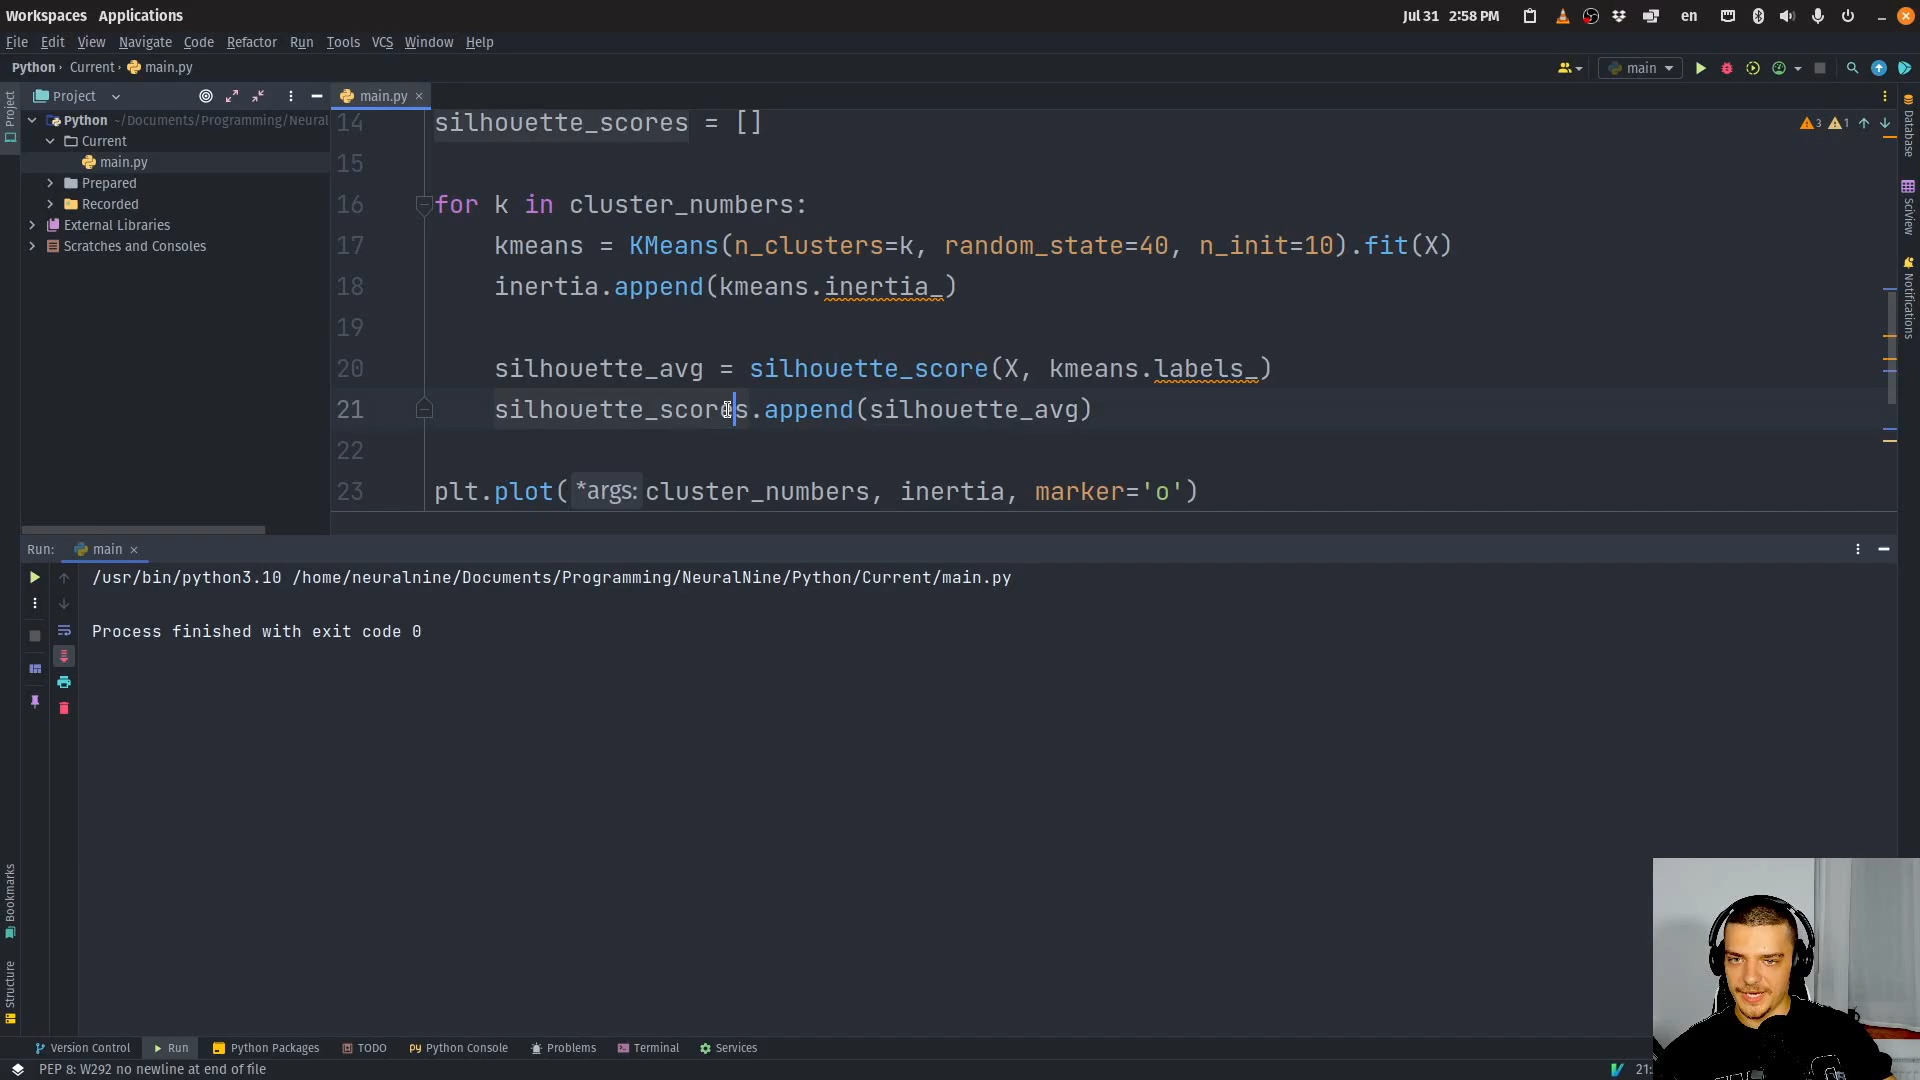 Workspaces Applications
Jul 31 2:58 PM
en
File Edit View Navigate Code Refactor Run Tools VCS Window Help
Python Current main.py
main
Project
main.py
Python ~/Documents/Programming/Neural
Current
main.py
Prepared
Recorded
External Libraries
Scratches and Consoles
Project
14 silhouette_scores = []
3 1
15
16 for k in cluster_numbers:
17 kmeans = KMeans(n_clusters=k, random_state=40, n_init=10).fit(X)
18 inertia.append(kmeans.inertia_)
19
20 silhouette_avg = silhouette_score(X, kmeans.labels_)
21 silhouette_scores.append(silhouette_avg)
22
23 plt.plot(*args: cluster_numbers, inertia, marker='o')
Database
SciView
Notifications
Run: main
/usr/bin/python3.10 /home/neuralnine/Documents/Programming/NeuralNine/Python/Current/main.py
Process finished with exit code 0
Bookmarks
Structure
Version Control Run Python Packages TODO Python Console Problems Terminal Services
PEP 8: W292 no newline at end of file
21: